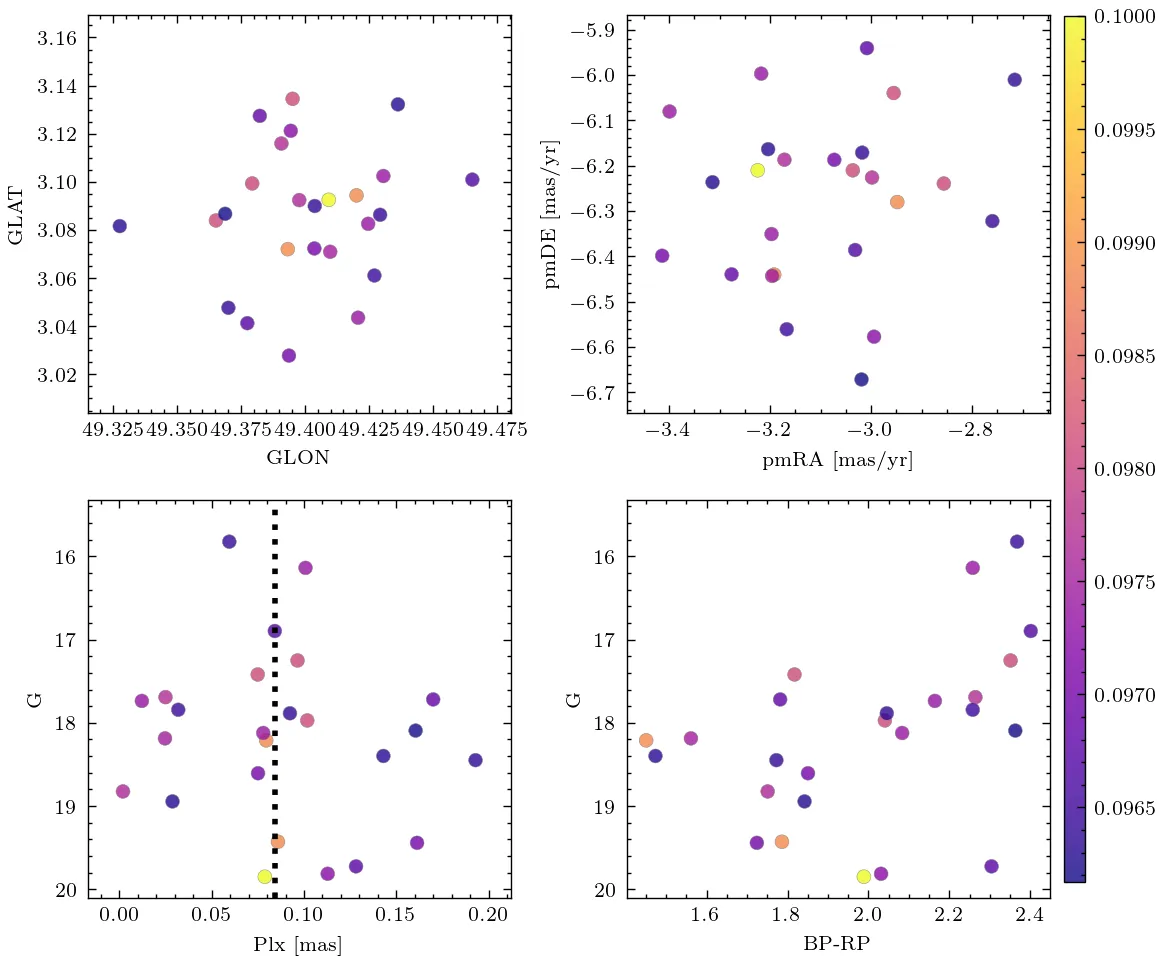 3.16
3.14
3.12
3.10
3.08
3.06
3.04
3.02
GLAT
49.325 49.350 49.375 49.400 49.425 49.450 49.475
GLON
−5.9
−6.0
−6.1
−6.2
−6.3
−6.4
−6.5
−6.6
−6.7
pmDE [mas/yr]
−3.4 −3.2 −3.0 −2.8
pmRA [mas/yr]
16
17
18
19
20
G
0.00 0.05 0.10 0.15 0.20
Plx [mas]
16
17
18
19
20
G
1.6 1.8 2.0 2.2 2.4
BP-RP
0.1000
0.0995
0.0990
0.0985
0.0980
0.0975
0.0970
0.0965